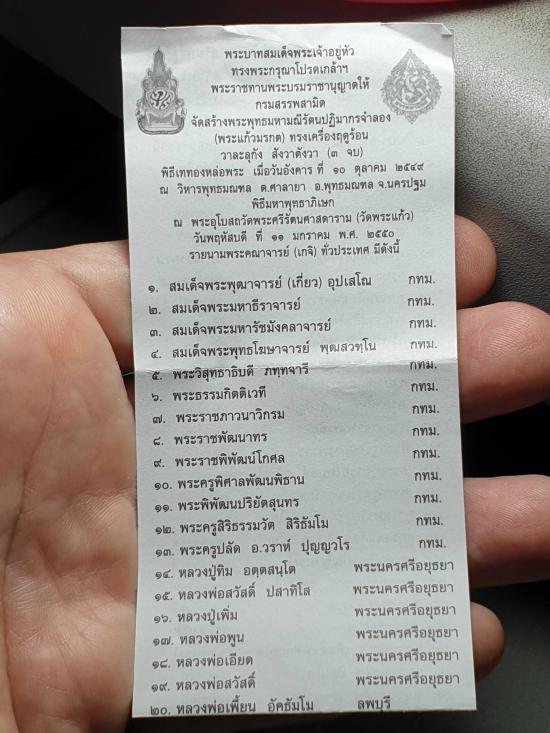 พระบาทสมเด็จพระเจ้าอยู่หัว
ทรงพระกรุณาโปรดเกล้าฯ
พระราชทานพระบรมราชานุญาตให้
กรมสรรพสามิต
จัดสร้างพระพุทธมหามณีรัตนปฏิมากรจำลอง
(พระแก้วมรกต) ทรงเครื่องฤดูร้อน
วาละลุกัง สังวาตังวา (๓ จบ)
พิธีเททองหล่อพระ เมื่อวันอังคาร ที่ ๑๐ ตุลาคม ๒๕๔๙
ณ วิหารพุทธมณฑล ต.ศาลายา อ.พุทธมณฑล จ.นครปฐม
พิธีมหาพุทธาภิเษก
ณ พระอุโบสถวัดพระศรีรัตนศาสดาราม (วัดพระแก้ว)
วันพฤหัสบดี ที่ ๑๑ มกราคม พ.ศ. ๒๕๕๐
รายนามพระคณาจารย์ (เกจิ) ทั่วประเทศ มีดังนี้
๑. สมเด็จพระพุฒาจารย์ (เกี่ยว) อุปเสโณ กทม.
๒. สมเด็จพระมหาธีราจารย์ กทม.
๓. สมเด็จพระมหารัชมังคลาจารย์ กทม.
๔. สมเด็จพระพุทธโฆษาจารย์ พุฒสวฑฺโน กทม.
๕. พระวิสุทธาธิบดี ภทฺทจารี กทม.
๖. พระธรรมกิตติเวที กทม.
๗. พระราชภาวนาวิกรม กทม.
๘. พระราชพัฒนาทร กทม.
๙. พระราชพิพัฒน์โกศล กทม.
๑๐. พระครูพิศาลพัฒนพิธาน กทม.
๑๑. พระพิพัฒนปริยัตสุนทร กทม.
๑๒. พระครูสิริธรรมวัต สิริธัมโม กทม.
๑๓. พระครูปลัด อ.วราห์ ปุญญวโร กทม.
๑๔. หลวงปู่ทิม อตฺตสนฺโต พระนครศรีอยุธยา
๑๕. หลวงพ่อสวัสดิ์ ปสาทิโส พระนครศรีอยุธยา
๑๖. หลวงปู่เพิ่ม พระนครศรีอยุธยา
๑๗. หลวงพ่อพูน พระนครศรีอยุธยา
๑๘. หลวงพ่อเอียด พระนครศรีอยุธยา
๑๙. หลวงพ่อสวัสดิ์ พระนครศรีอยุธยา
๒๐. หลวงพ่อเพี้ยน อัคธัมโม ลพบุรี